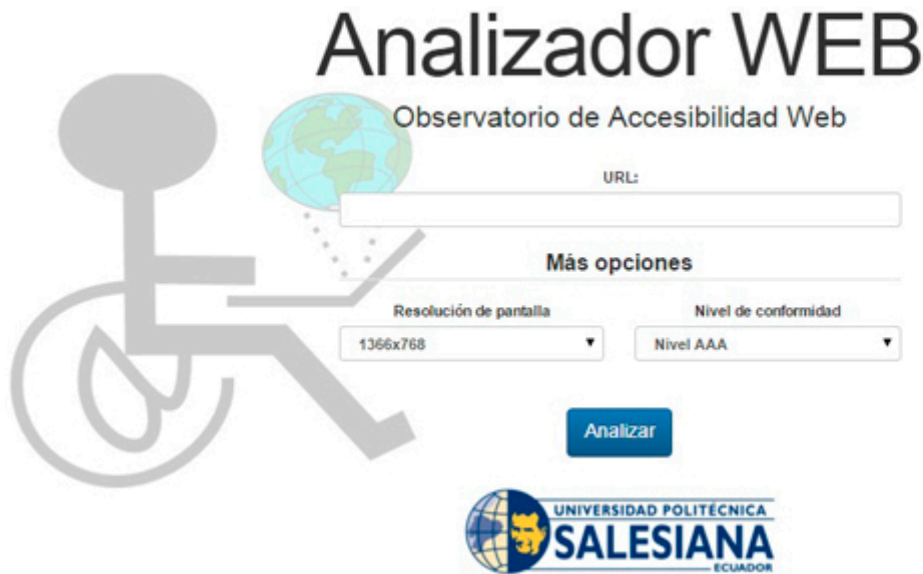 Analizador WEB
Observatorio de Accesibilidad Web
URL:
Más opciones
Resolución de pantalla
Nivel de conformidad
1366x768
Nivel AAA
Analizar
UNIVERSIDAD POLITÉCNICA
SALESIANA
ECUADOR